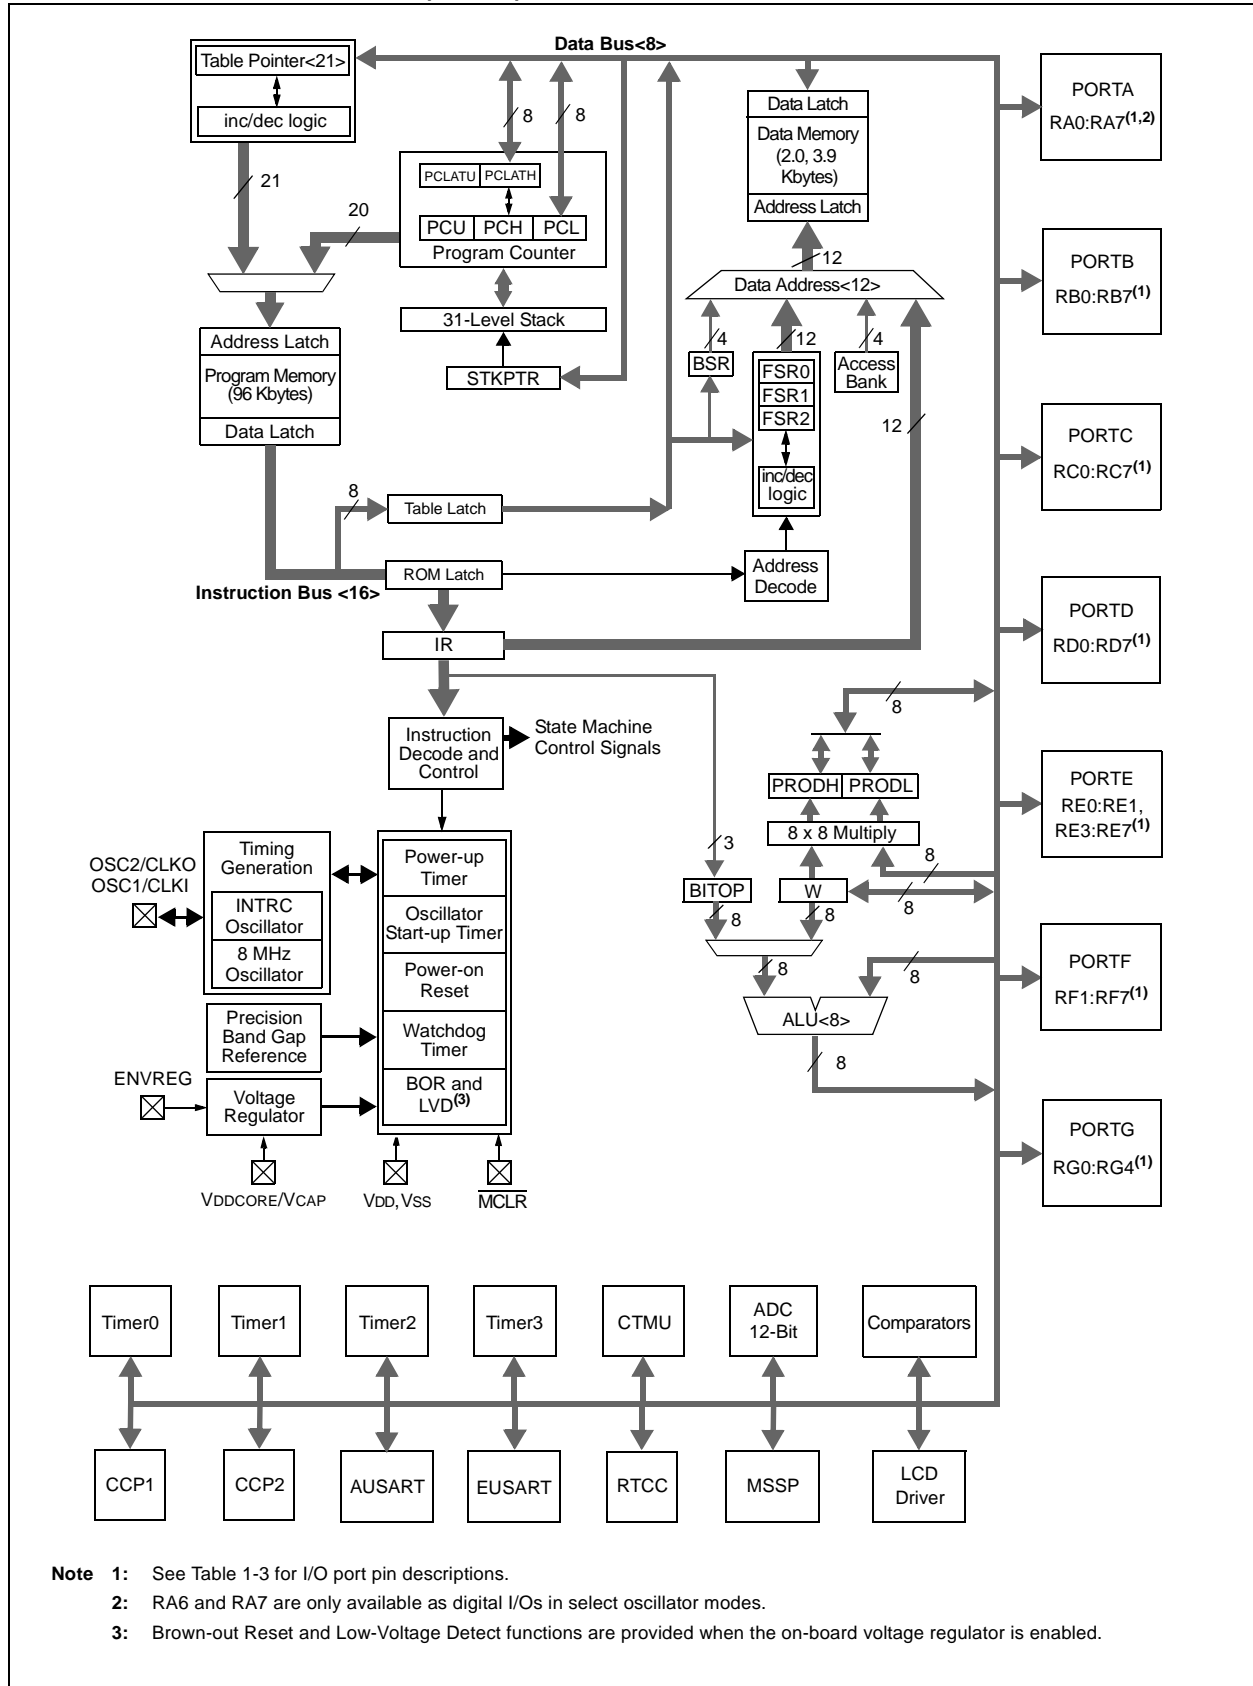 Data Bus<8>
Table Pointer<21>
inc/dec logic
21
8
8
20
PCLATU PCLATH
PCU PCH PCL
Program Counter
31-Level Stack
STKPTR
Data Latch
Data Memory
(2.0, 3.9
Kbytes)
Address Latch
12
Data Address<12>
4
12
4
BSR
FSR0
FSR1
FSR2
inc/dec
logic
Access
Bank
12
Address
Decode
Address Latch
Program Memory
(96 Kbytes)
Data Latch
8
Table Latch
ROM Latch
Instruction Bus <16>
IR
Instruction
Decode and
Control
State Machine
Control Signals
8
PRODH PRODL
8 x 8 Multiply
3
8
BITOP
W
8
8
8
8
8
ALU<8>
8
OSC2/CLKO
OSC1/CLKI
Timing
Generation
INTRC
Oscillator
8 MHz
Oscillator
Power-up
Timer
Oscillator
Start-up Timer
Power-on
Reset
Watchdog
Timer
BOR and
LVD(3)
Precision
Band Gap
Reference
ENVREG
Voltage
Regulator
VDDCORE/VCAP
VDD, VSS
MCLR
PORTA
RA0:RA7(1,2)
PORTB
RB0:RB7(1)
PORTC
RC0:RC7(1)
PORTD
RD0:RD7(1)
PORTE
RE0:RE1,
RE3:RE7(1)
PORTF
RF1:RF7(1)
PORTG
RG0:RG4(1)
Timer0
Timer1
Timer2
Timer3
CTMU
ADC
12-Bit
Comparators
CCP1
CCP2
AUSART
EUSART
RTCC
MSSP
LCD
Driver
Note 1: See Table 1-3 for I/O port pin descriptions.
2: RA6 and RA7 are only available as digital I/Os in select oscillator modes.
3: Brown-out Reset and Low-Voltage Detect functions are provided when the on-board voltage regulator is enabled.